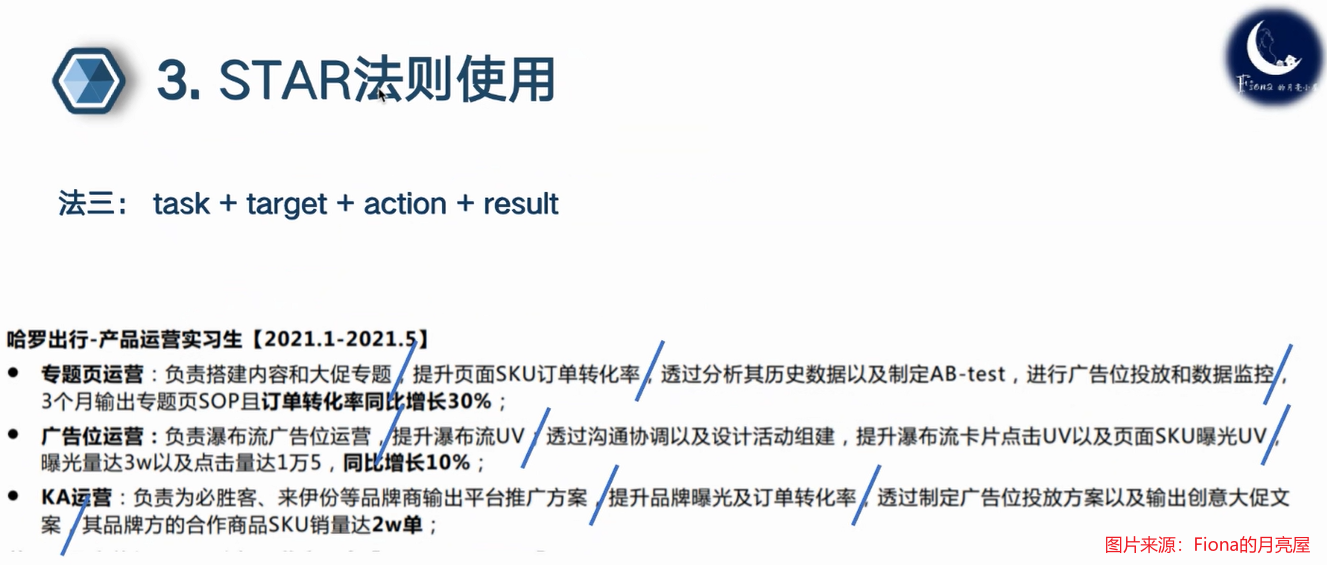 3. STAR法则使用
Fiona 的月亮小屋
法三： task + target + action + result
哈罗出行-产品运营实习生【2021.1-2021.5】
• 专题页运营：负责搭建内容和大促专题，提升页面SKU订单转化率，透过分析其历史数据以及制定AB-test，进行广告位投放和数据监控，
3个月输出专题页SOP且订单转化率同比增长30%；
• 广告位运营：负责瀑布流广告位运营，提升瀑布流UV，透过沟通协调以及设计活动组建，提升瀑布流卡片点击UV以及页面SKU曝光UV，
曝光量达3w以及点击量达1万5，同比增长10%；
• KA运营：负责为必胜客、来伊份等品牌商输出平台推广方案，提升品牌曝光及订单转化率，透过制定广告位投放方案以及输出创意大促文
案，其品牌方的合作商品SKU销量达2w单；
图片来源：Fiona的月亮屋